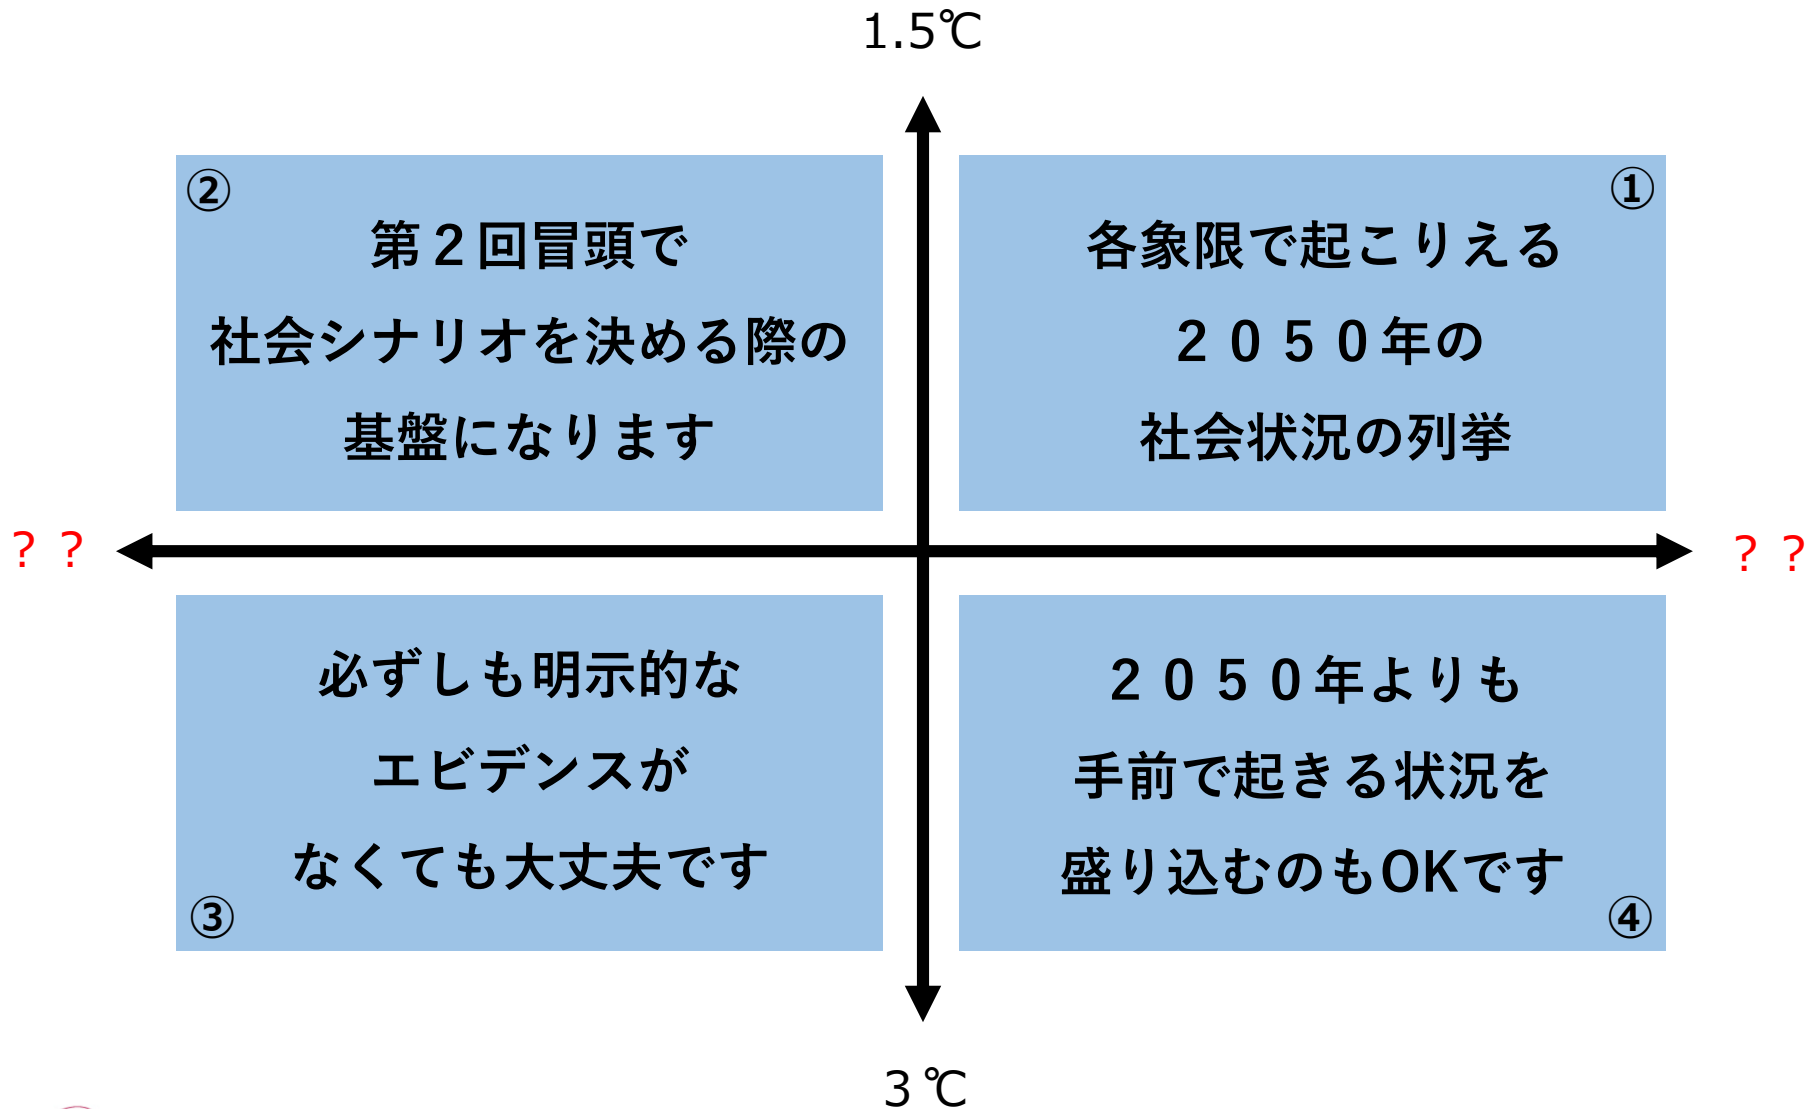 1.5℃
②
第２回冒頭で
社会シナリオを決める際の
基盤になります
①
各象限で起こりえる
２０５０年の
社会状況の列挙
？？
？？
必ずしも明示的な
エビデンスが
なくても大丈夫です
③
２０５０年よりも
手前で起きる状況を
盛り込むのもOKです
④
３℃